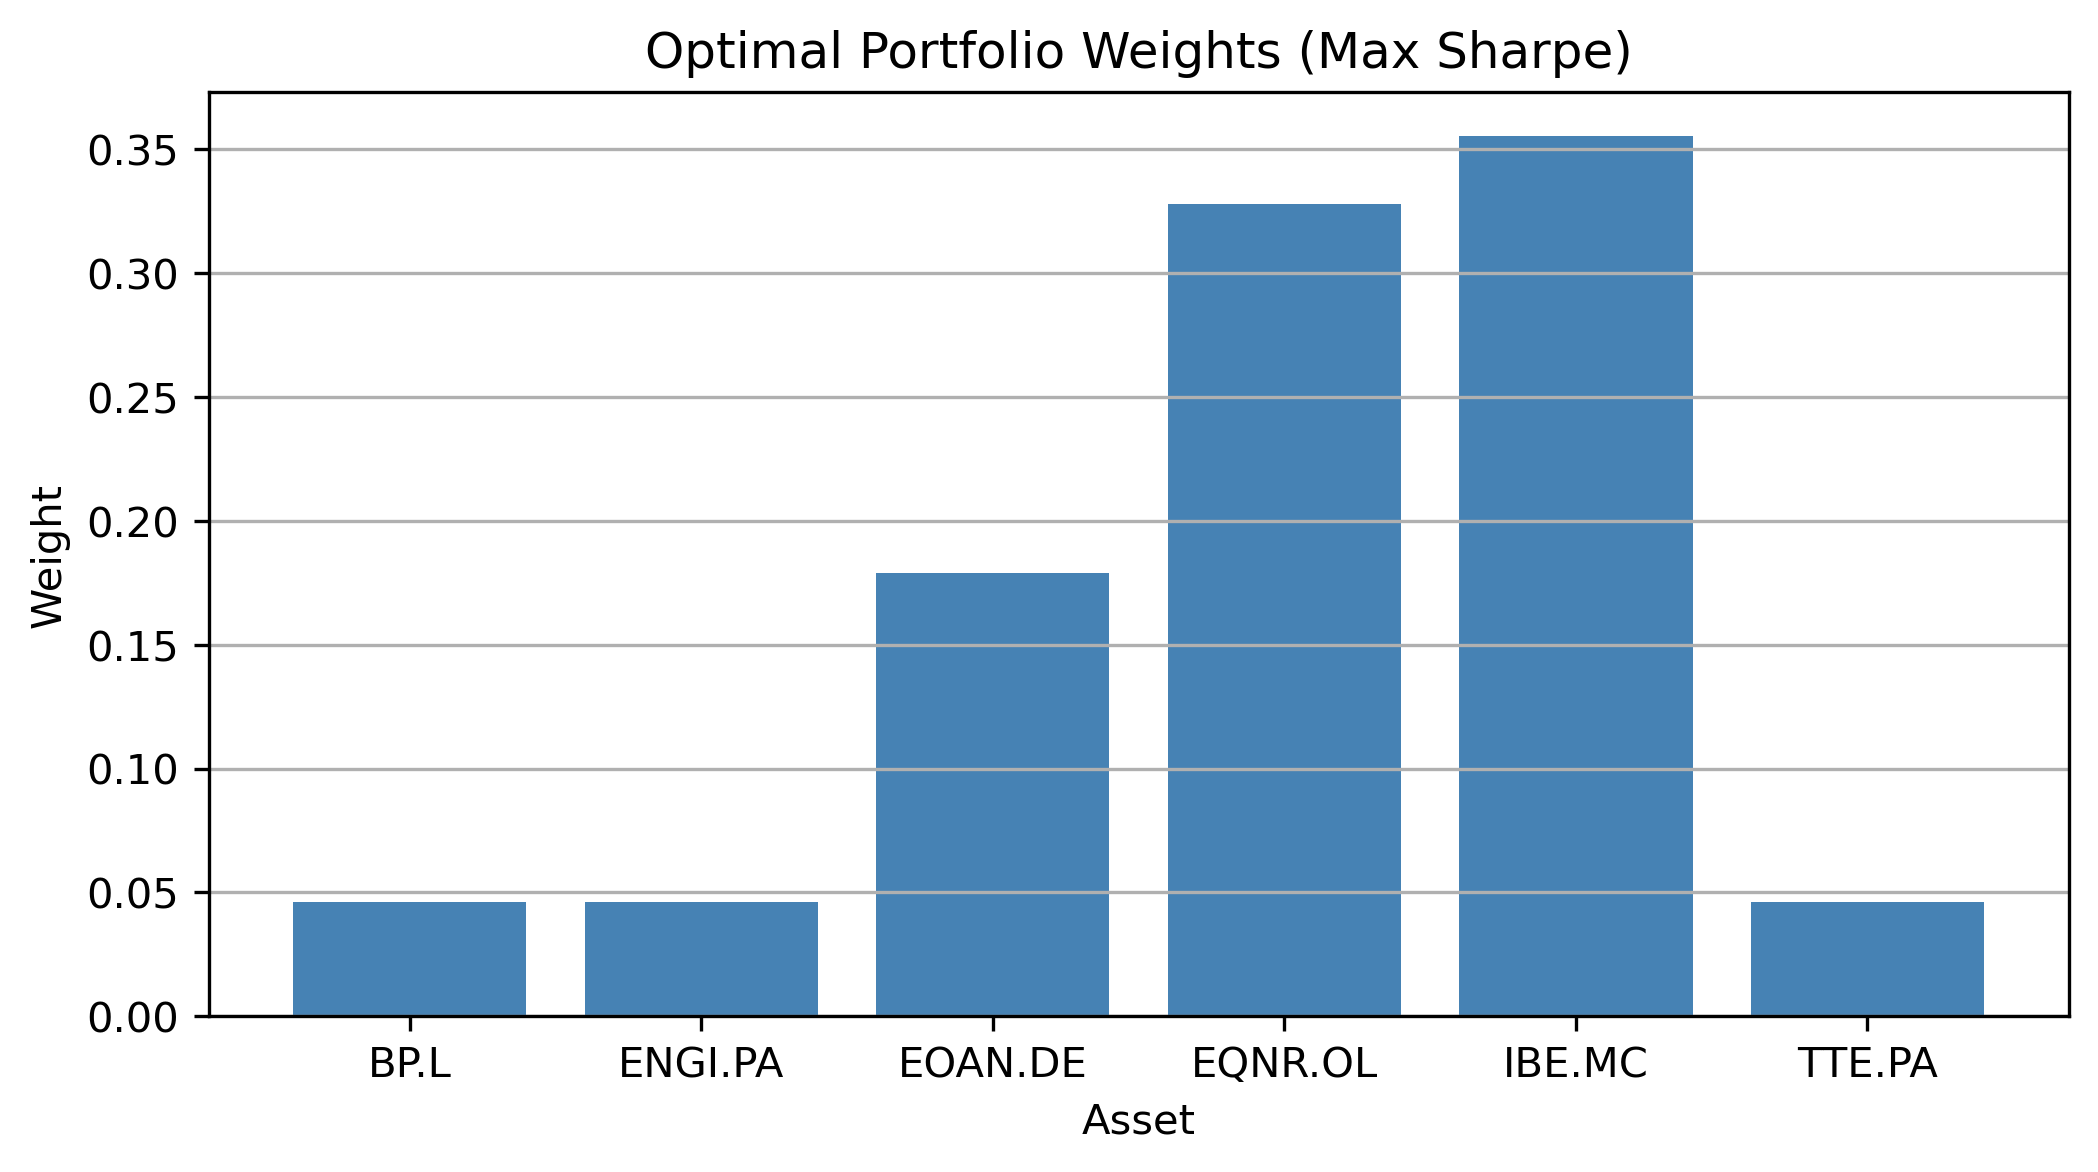 Optimal Portfolio Weights (Max Sharpe)
0.35
0.30
0.25
0.20
0.15
0.10
0.05
0.00
Weight
BP.L ENGI.PA EOAN.DE EQNR.OL IBE.MC TTE.PA
Asset